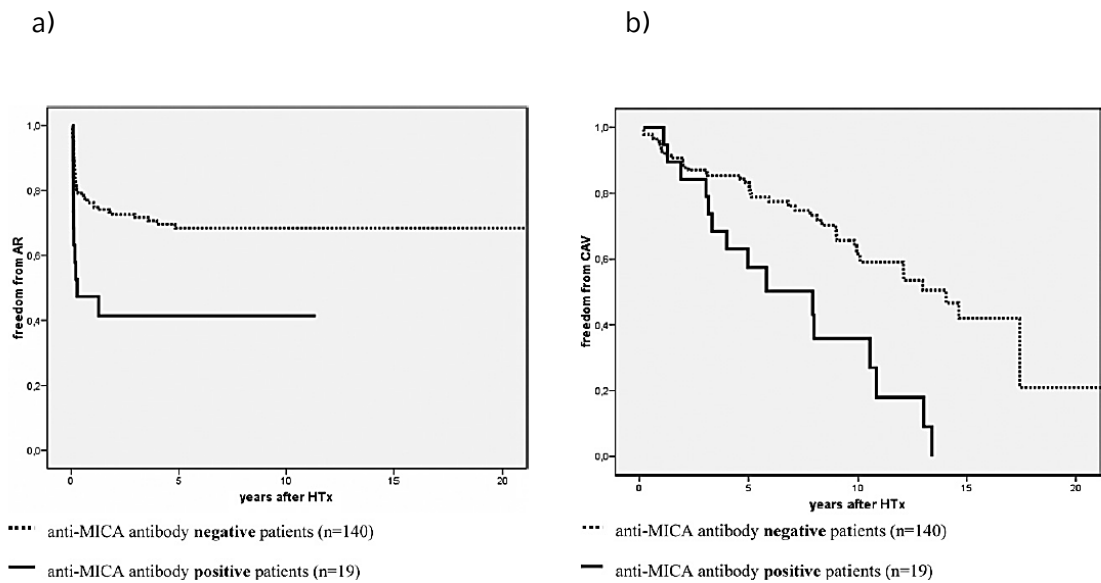 a)
1,0
0,8
0,6
0,4
0,2
0,0
freedom from AR
0 5 10 15 20
years after HTx
anti-MICA antibody negative patients (n=140)
anti-MICA antibody positive patients (n=19)
b)
1,0
0,8
0,6
0,4
0,2
0,0
freedom from CAV
0 5 10 15 20
years after HTx
anti-MICA antibody negative patients (n=140)
anti-MICA antibody positive patients (n=19)